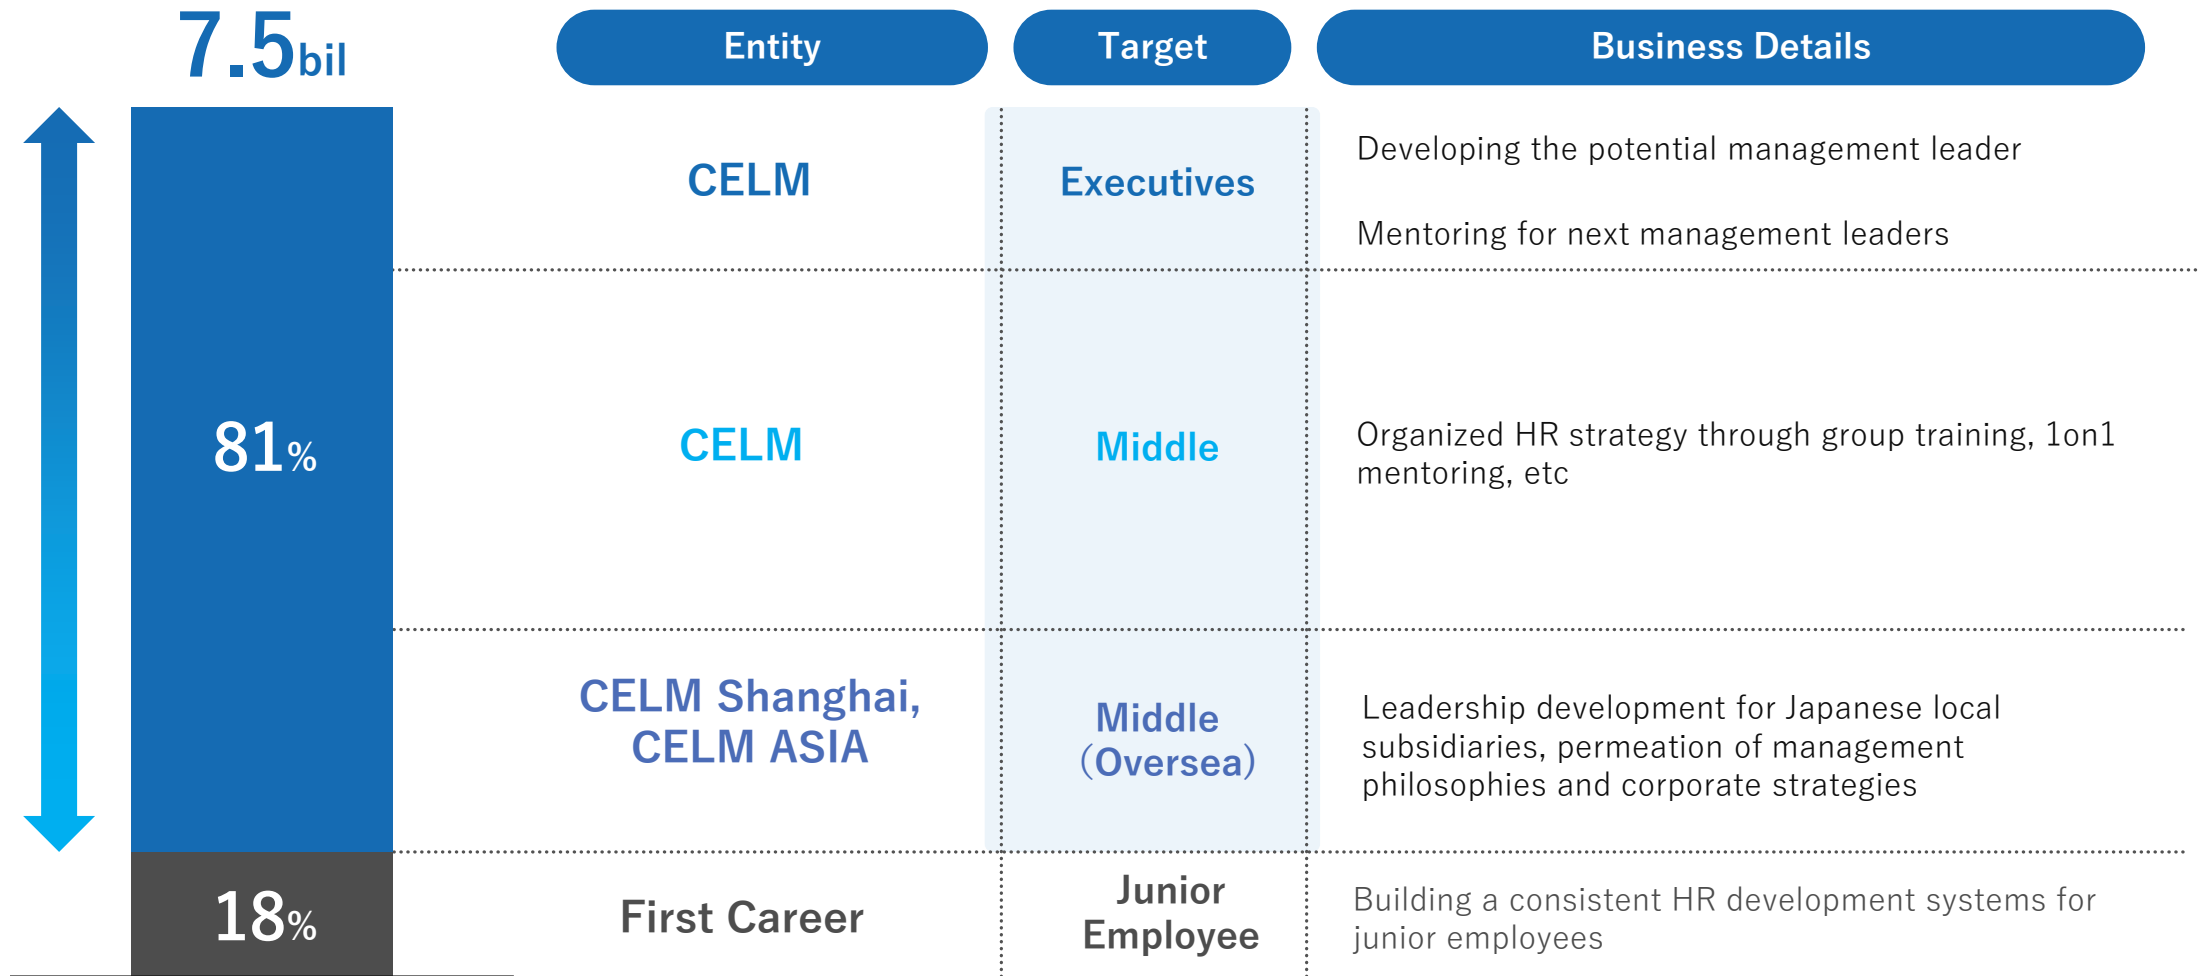 7.5bil
Entity
Target
Business Details
CELM
Executives
Developing the potential management leader
Mentoring for next management leaders
81%
CELM
Middle
Organized HR strategy through group training, 1on1
mentoring, etc
CELM Shanghai,
CELM ASIA
Middle
（Oversea）
Leadership development for Japanese local
subsidiaries, permeation of management
philosophies and corporate strategies
18%
First Career
Junior
Employee
Building a consistent HR development systems for
junior employees